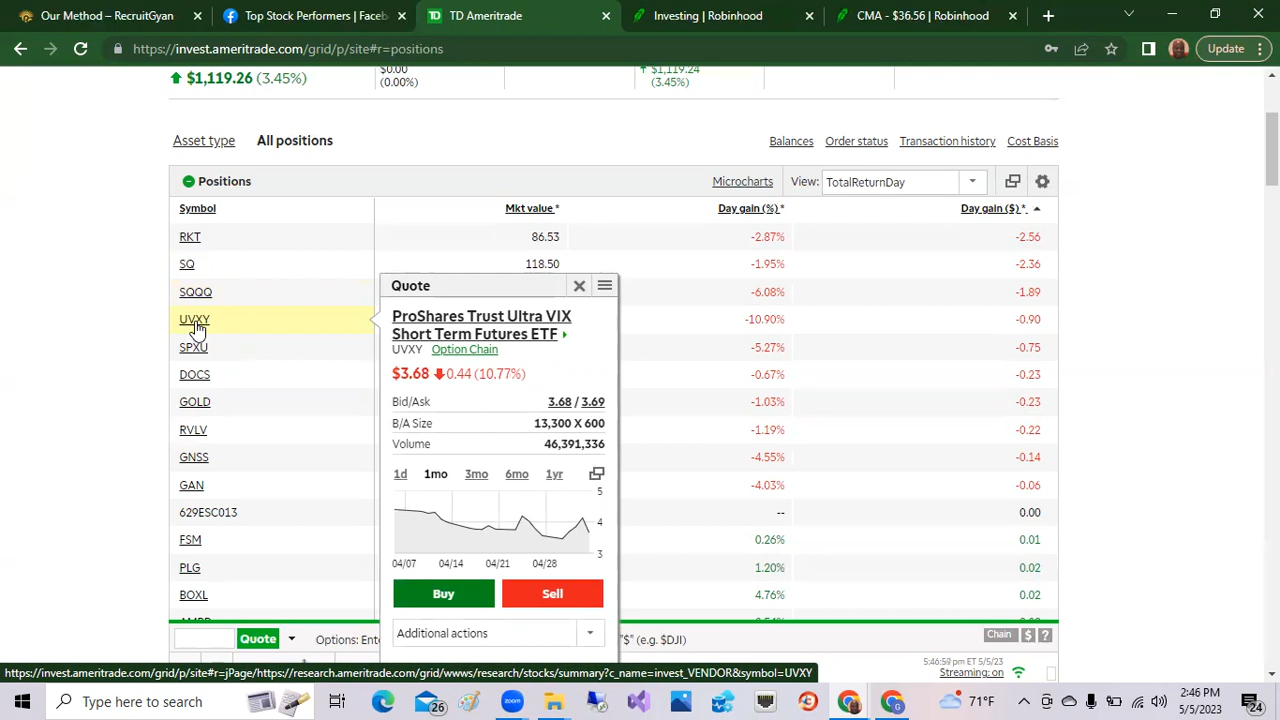 Our Method – RecruitGyan
Top Stock Performers | Faceb
TD Ameritrade
Investing | Robinhood
CMA - $36.56 | Robinhood
https://invest.ameritrade.com/grid/p/site#r=positions
Update
$1,119.26 (3.45%)
$0.00
(0.00%)
$1,119.24
(3.45%)
Asset type
All positions
Balances
Order status
Transaction history
Cost Basis
Positions
Microcharts
View:
TotalReturnDay
Symbol
Mkt value *
Day gain (%) *
Day gain ($) *
RKT 86.53 -2.87% -2.56
SQ 118.50 -1.95% -2.36
SQQQ -6.08% -1.89
UVXY -10.90% -0.90
SPXU -5.27% -0.75
DOCS -0.67% -0.23
GOLD -1.03% -0.23
RVLV -1.19% -0.22
GNSS -4.55% -0.14
GAN -4.03% -0.06
629ESC013 -- 0.00
FSM 0.26% 0.01
PLG 1.20% 0.02
BOXL 4.76% 0.02
Quote
ProShares Trust Ultra VIX
Short Term Futures ETF
UVXY Option Chain
$3.68 0.44 (10.77%)
Bid/Ask 3.68 / 3.69
B/A Size 13,300 X 600
Volume 46,391,336
1d 1mo 3mo 6mo 1yr
5
4
3
04/07 04/14 04/21 04/28
Buy
Sell
Additional actions
Quote
Options: Ente
"$" (e.g. $DJI)
Chain $ ?
5:46:59 pm ET 5/5/23
Streaming: on
https://invest.ameritrade.com/grid/p/site#r=jPage/https://research.ameritrade.com/grid/wwws/research/stocks/summary?c_name=invest_VENDOR&symbol=UVXY
Type here to search
26
71°F
2:46 PM
5/5/2023
24